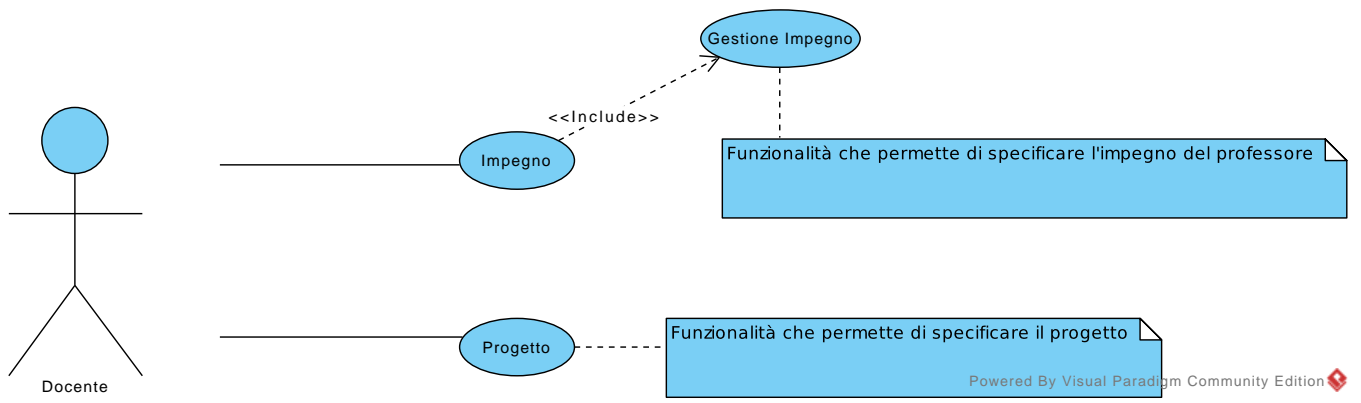 Gestione Impegno
<<Include>>
Impegno
Funzionalità che permette di specificare l'impegno del professore
Progetto
Funzionalità che permette di specificare il progetto
Docente
Powered By Visual Paradigm Community Edition